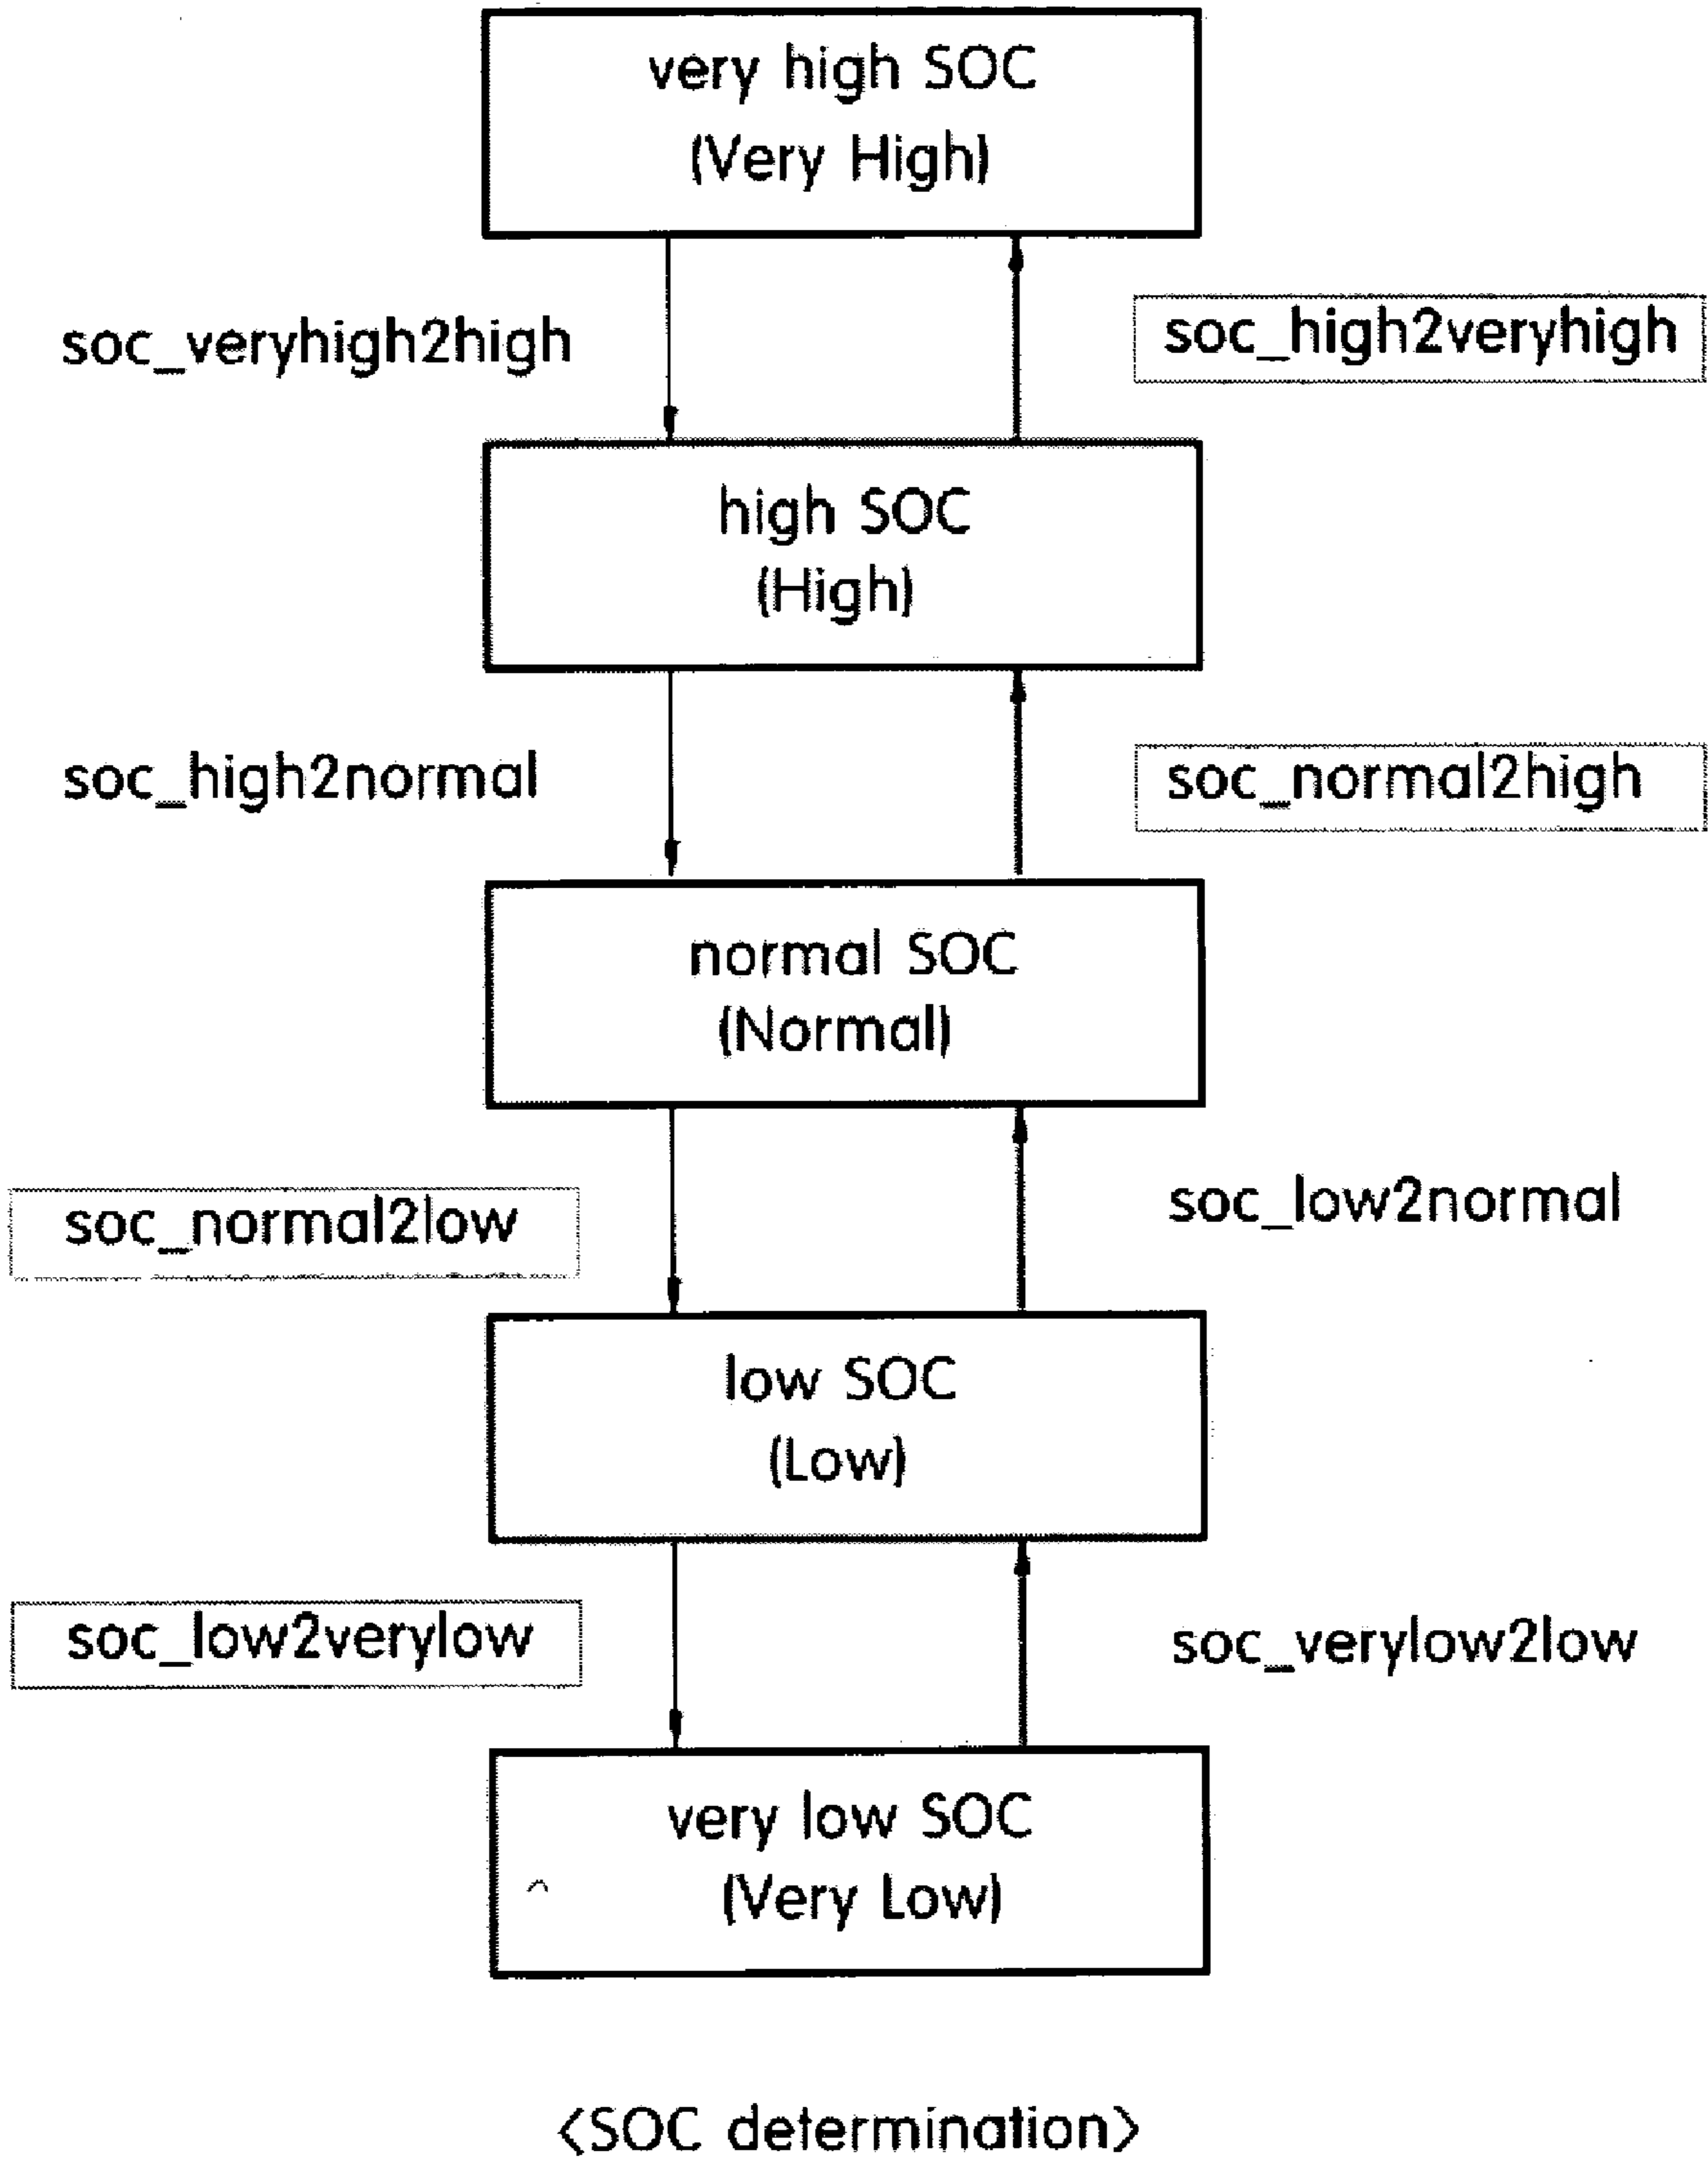 very high SOC
(Very High)
soc_veryhigh2high
soc_high2veryhigh
high SOC
(High)
soc_high2normal
soc_normal2high
normal SOC
(Normal)
soc_normal2low
soc_low2normal
low SOC
(Low)
soc_low2verylow
soc_verylow2low
very low SOC
(Very Low)
<SOC determination>